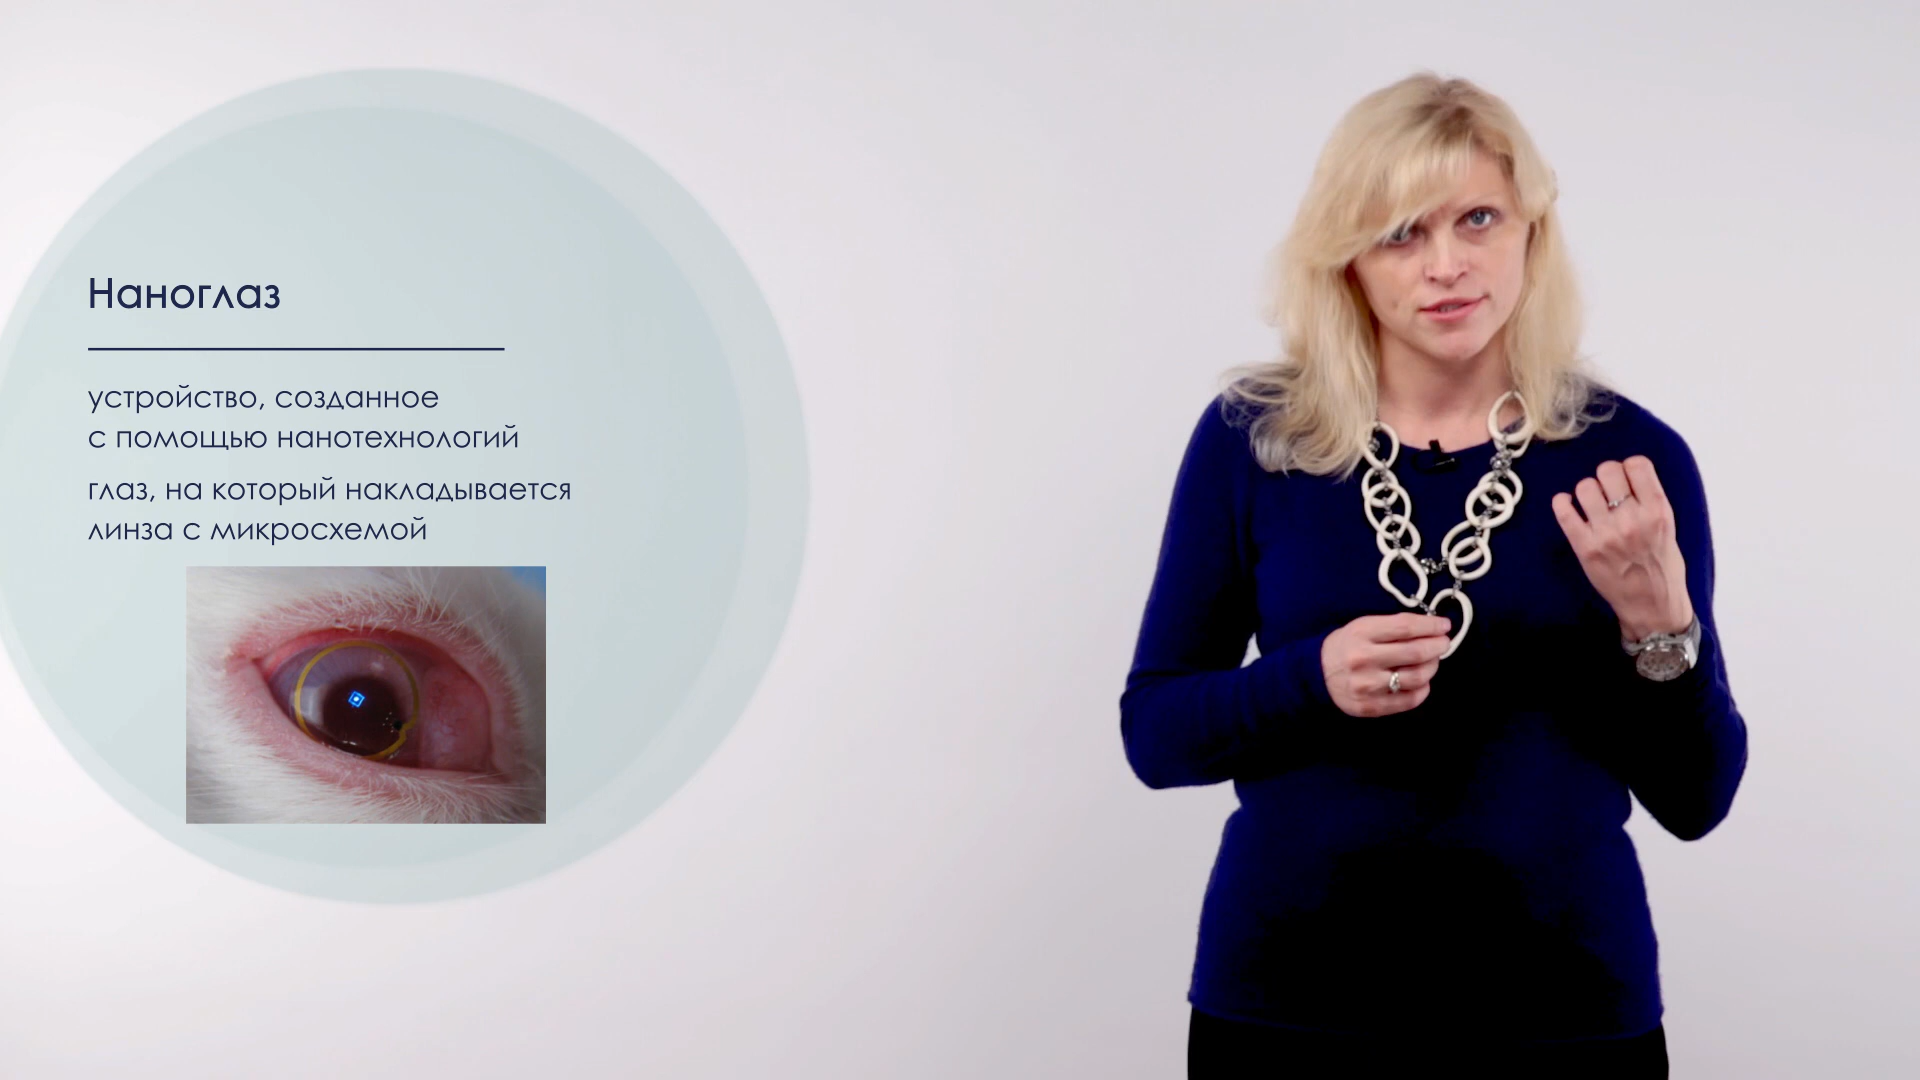 Наноглаз
устройство, созданное
с помощью нанотехнологий
глаз, на который накладывается
линза с микросхемой